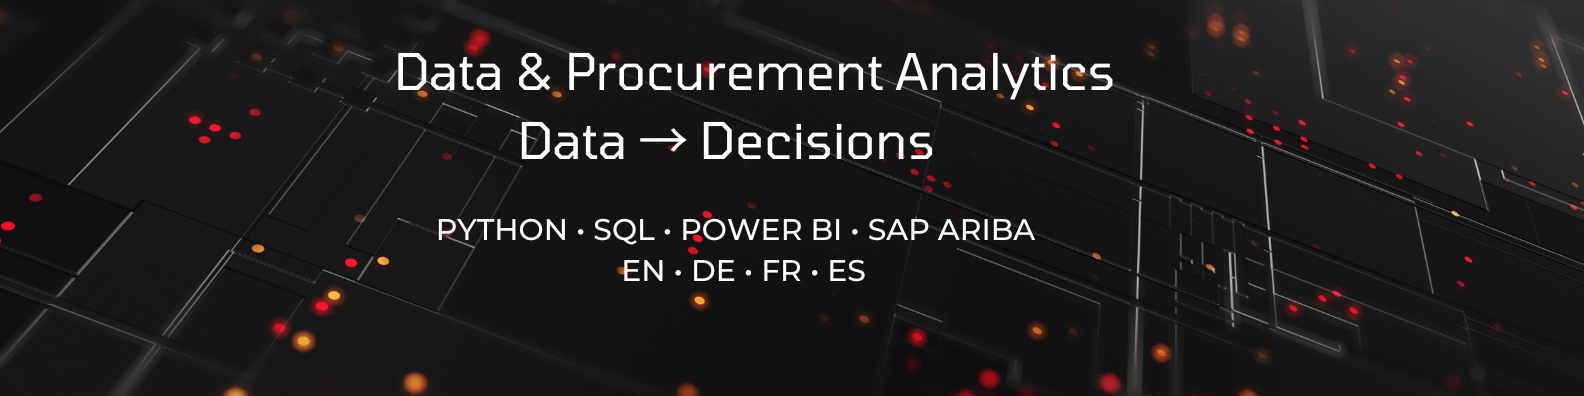 Data & Procurement Analytics
Data → Decisions
PYTHON • SQL • POWER BI • SAP ARIBA
EN • DE • FR • ES